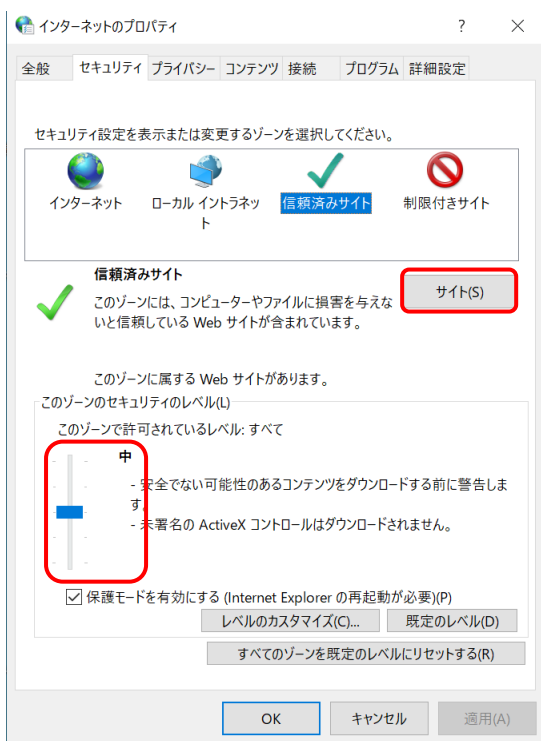 インターネットのプロパティ ? ×
全般 セキュリティ プライバシー コンテンツ 接続 プログラム 詳細設定
セキュリティ設定を表示または変更するゾーンを選択してください。
インターネット ローカル イントラネッ 信頼済みサイト 制限付きサイト
ト
信頼済みサイト
サイト(S)
このゾーンには、コンピューターやファイルに損害を与えな
いと信頼している Web サイトが含まれています。
このゾーンに属する Web サイトがあります。
このゾーンのセキュリティのレベル(L)
このゾーンで許可されているレベル: すべて
中
- 安全でない可能性のあるコンテンツをダウンロードする前に警告しま
す。
- 未署名の ActiveX コントロールはダウンロードされません。
保護モードを有効にする (Internet Explorer の再起動が必要)(P)
レベルのカスタマイズ(C)... 既定のレベル(D)
すべてのゾーンを既定のレベルにリセットする(R)
OK キャンセル 適用(A)